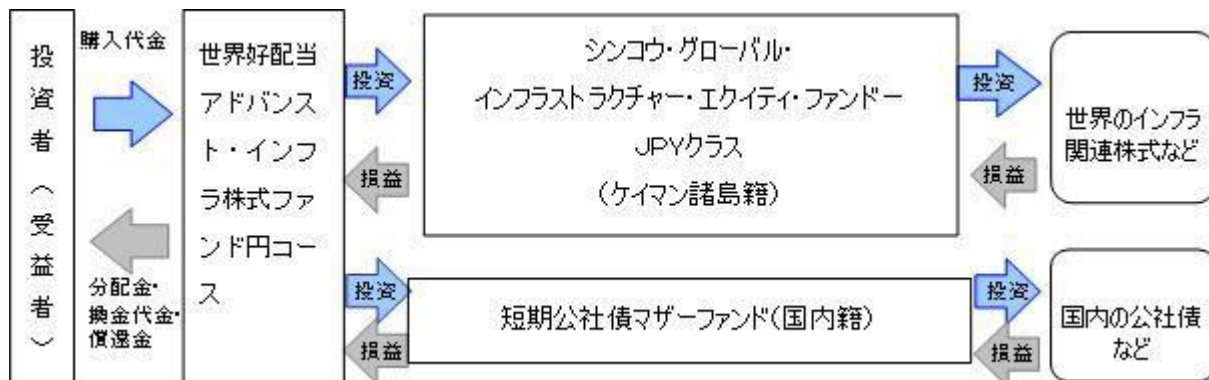 投資者（受益者）
購入代金
分配金・
換金代金・
償還金
世界好配当
アドバンス
ト・インフ
ラ株式ファ
ンド円コー
ス
投資
損益
投資
損益
シンコウ・グローバル・
インフラストラクチャー・エクイティ・ファンドー
JPYクラス
（ケイマン諸島籍）
短期公社債マザーファンド（国内籍）
投資
損益
投資
損益
世界のインフラ
関連株式など
国内の公社債
など